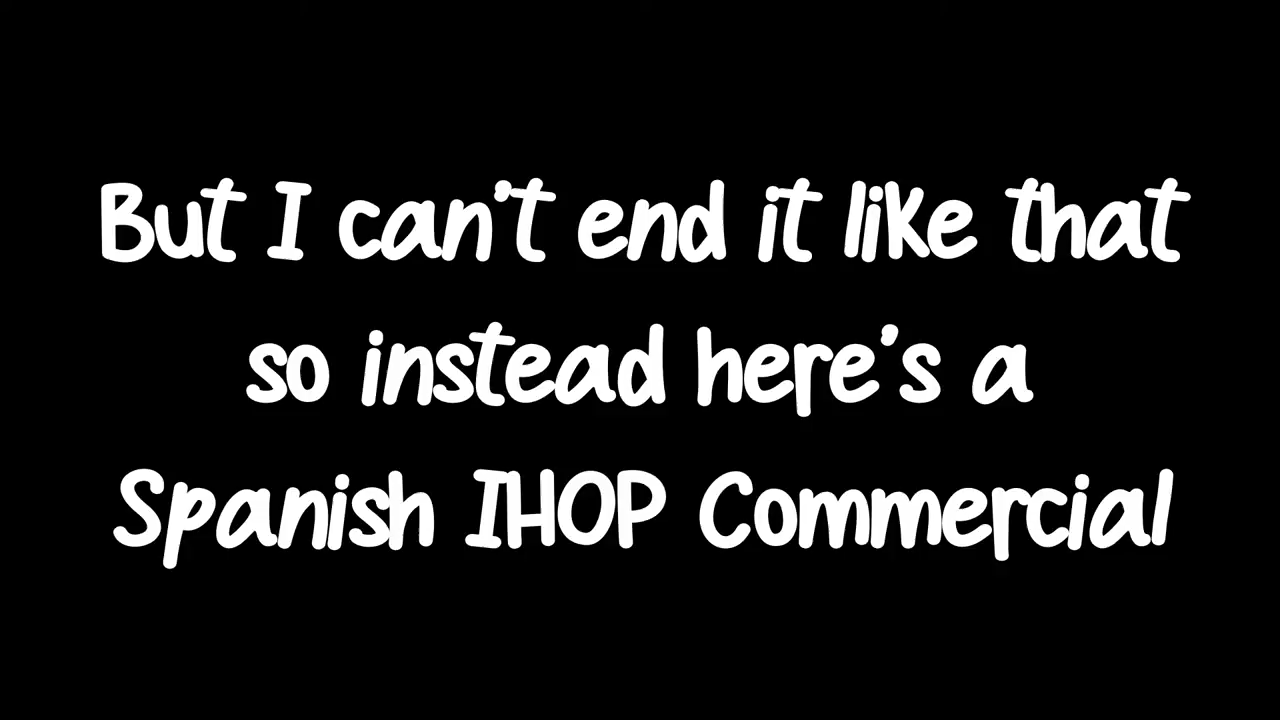 But I can't end it like that
so instead here's a
Spanish IHOP Commercial